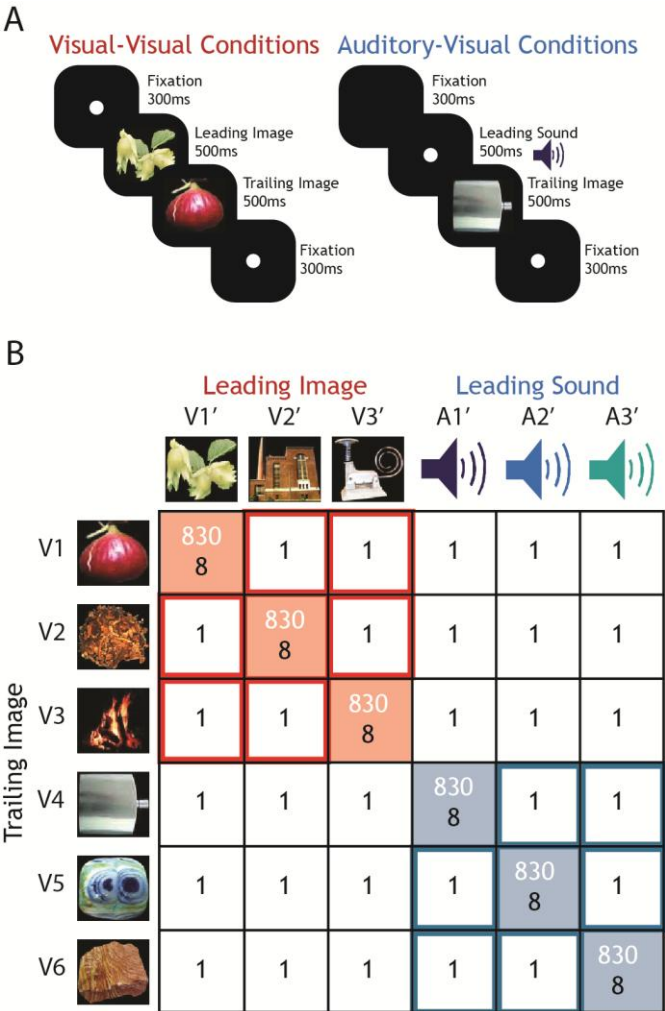 A
Visual-Visual Conditions
Auditory-Visual Conditions
Fixation
300ms
Leading Image
500ms
Trailing Image
500ms
Fixation
300ms
Fixation
300ms
Leading Sound
500ms
Trailing Image
500ms
Fixation
300ms
B
Leading Image
Leading Sound
V1’ V2’ V3’ A1’ A2’ A3’
Trailing Image
V1 830 8 1 1 1 1 1
V2 1 830 8 1 1 1 1
V3 1 1 830 8 1 1 1
V4 1 1 1 830 8 1 1
V5 1 1 1 1 830 8 1
V6 1 1 1 1 1 830 8